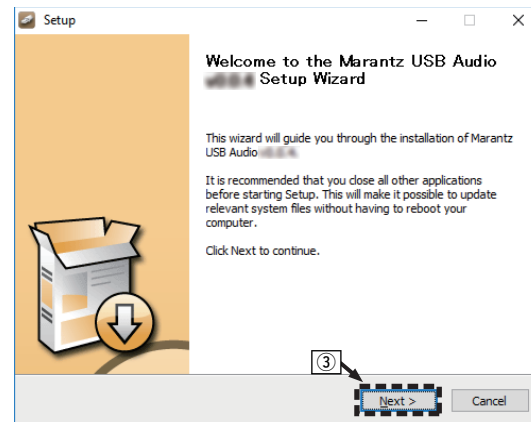 Setup
Welcome to the Marantz USB Audio
Setup Wizard
This wizard will guide you through the installation of Marantz
USB Audio
It is recommended that you close all other applications
before starting Setup. This will make it possible to update
relevant system files without having to reboot your
computer.
Click Next to continue.
③
Next >
Cancel